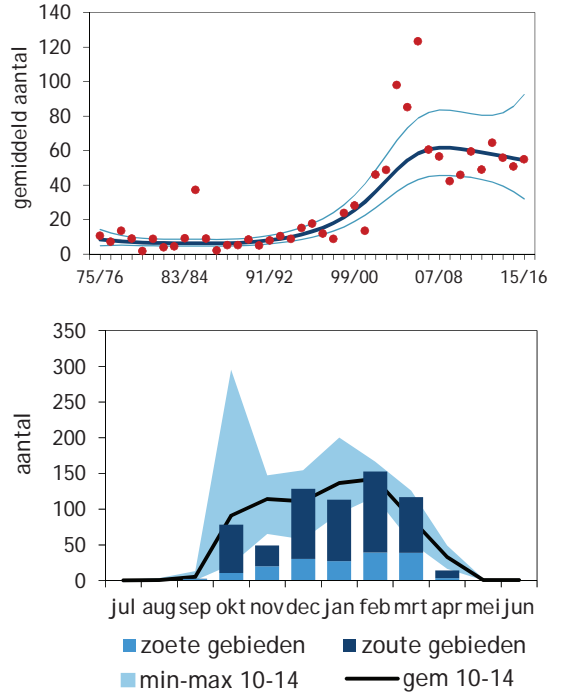 140
120
100
80
60
40
20
0
gemiddeld aantal
75/76 83/84 91/92 99/00 07/08 15/16
350
300
250
200
150
100
50
0
aantal
jul aug sep okt nov dec jan feb mrt apr mei jun
zoete gebieden zoute gebieden
min-max 10-14 gem 10-14